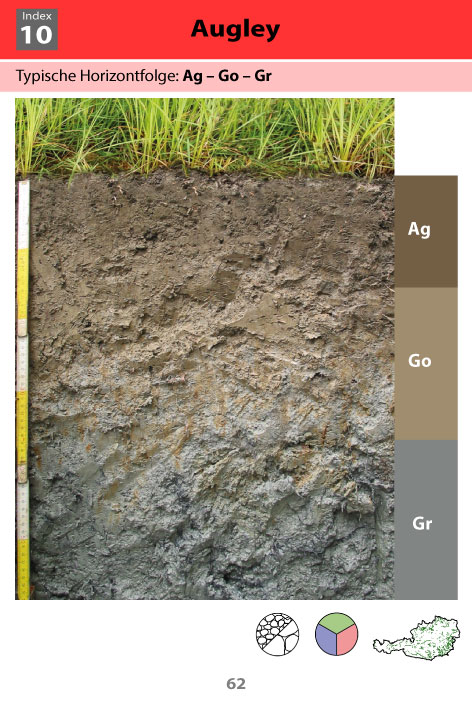 Index
10
Augley
Typische Horizontfolge: Ag – Go – Gr
Ag
Go
Gr
62